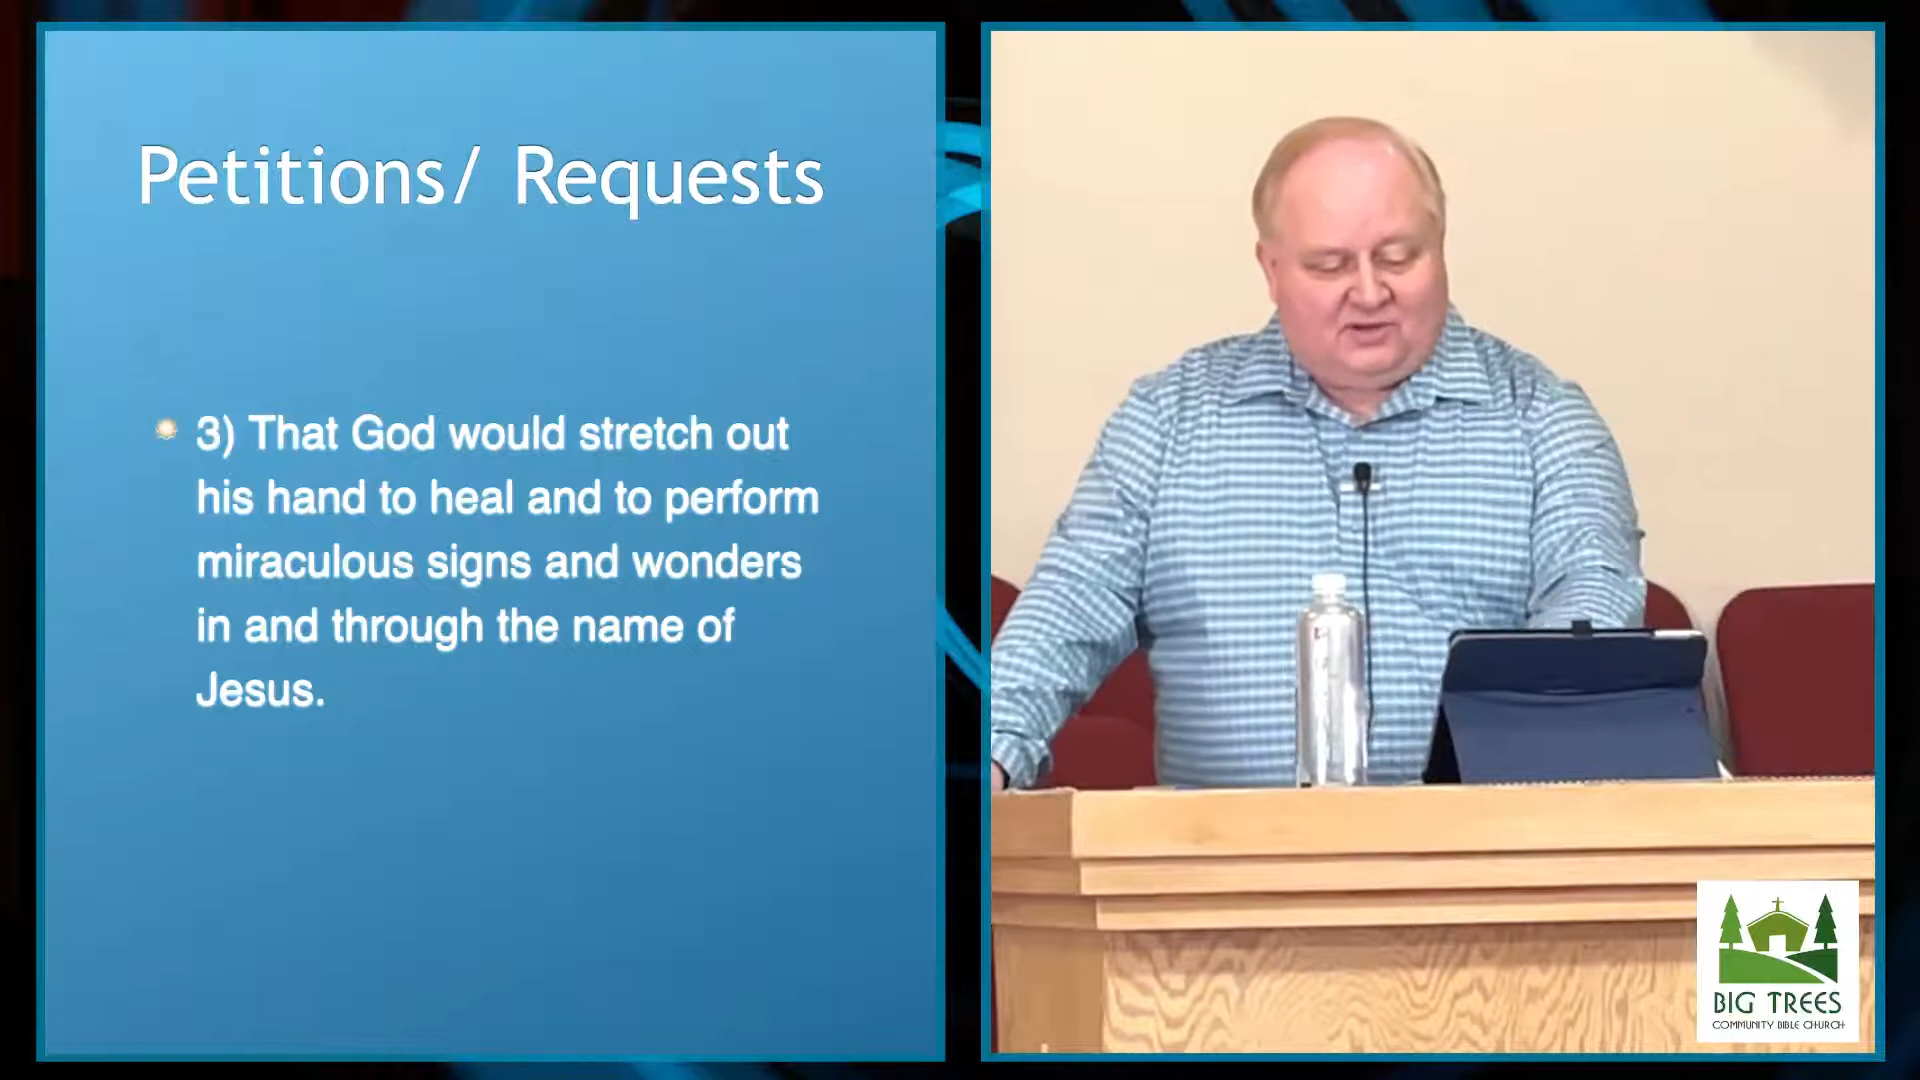 Petitions/ Requests
3) That God would stretch out
his hand to heal and to perform
miraculous signs and wonders
in and through the name of
Jesus.
BIG TREES
COMMUNITY BIBLE CHURCH